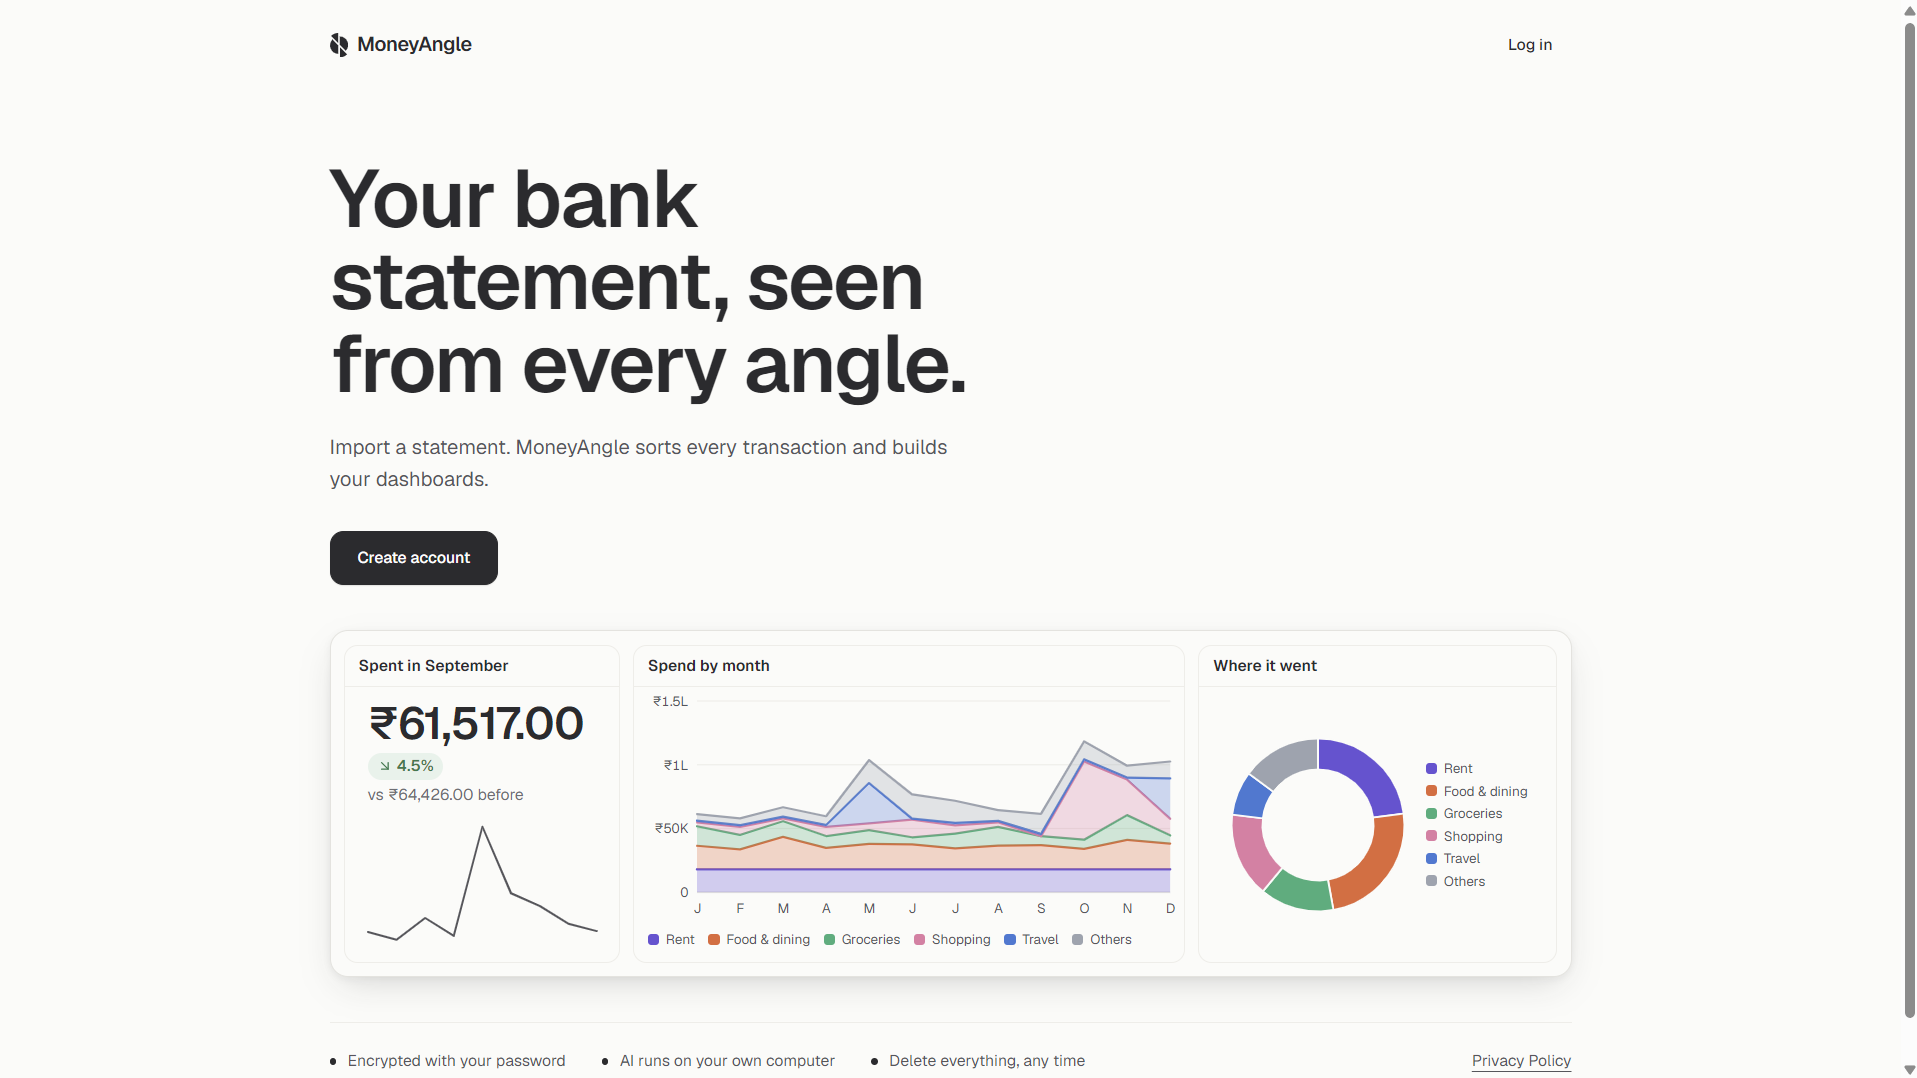 MoneyAngle
Log in
Your bank
statement, seen
from every angle.
Import a statement. MoneyAngle sorts every transaction and builds
your dashboards.
Create account
Spent in September
₹61,517.00
4.5%
vs ₹64,426.00 before
Spend by month
₹1.5L
₹1L
₹50K
0
J F M A M J J A S O N D
Rent Food & dining Groceries Shopping Travel Others
Where it went
Rent
Food & dining
Groceries
Shopping
Travel
Others
Encrypted with your password
AI runs on your own computer
Delete everything, any time
Privacy Policy